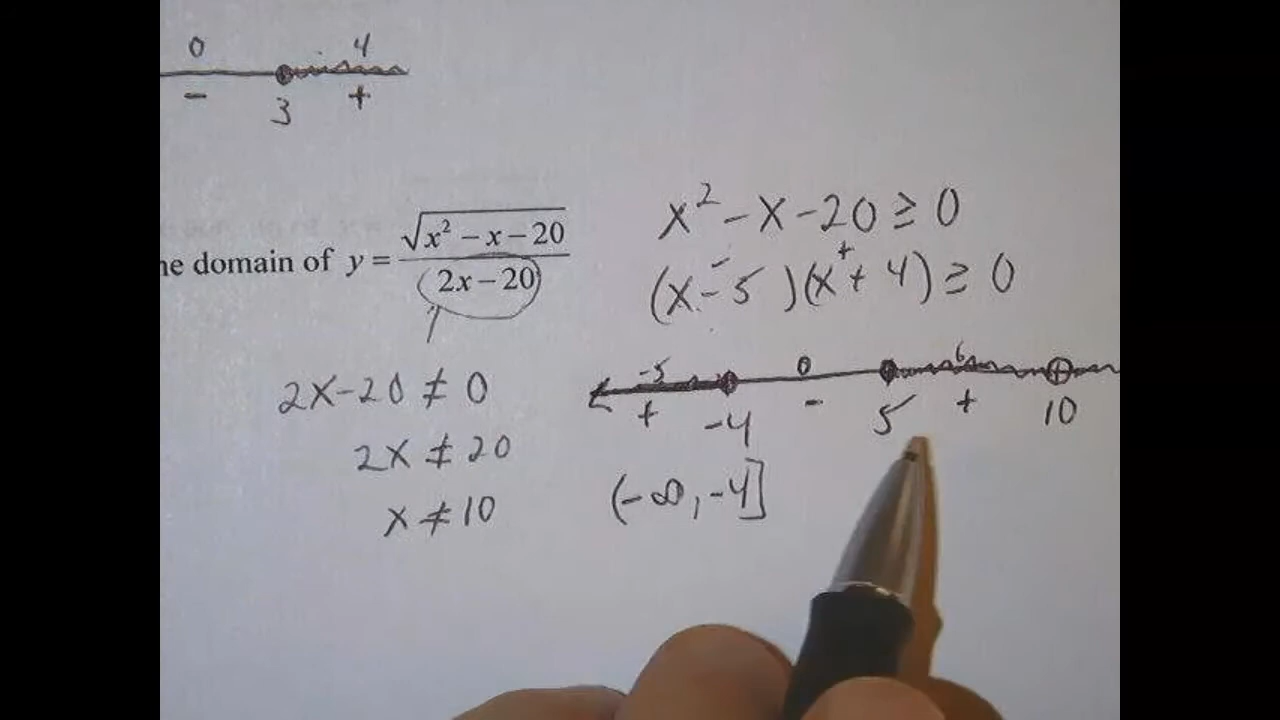 0 4
- 3 +
he domain of y = √(x² - x - 20) / (2x - 20)
x² - x - 20 ≥ 0
- +
(x - 5)(x + 4) ≥ 0
2x - 20 ≠ 0
2x ≠ 20
x ≠ 10
-5 0 6
+ -4 - 5 + 10
(-∞, -4]